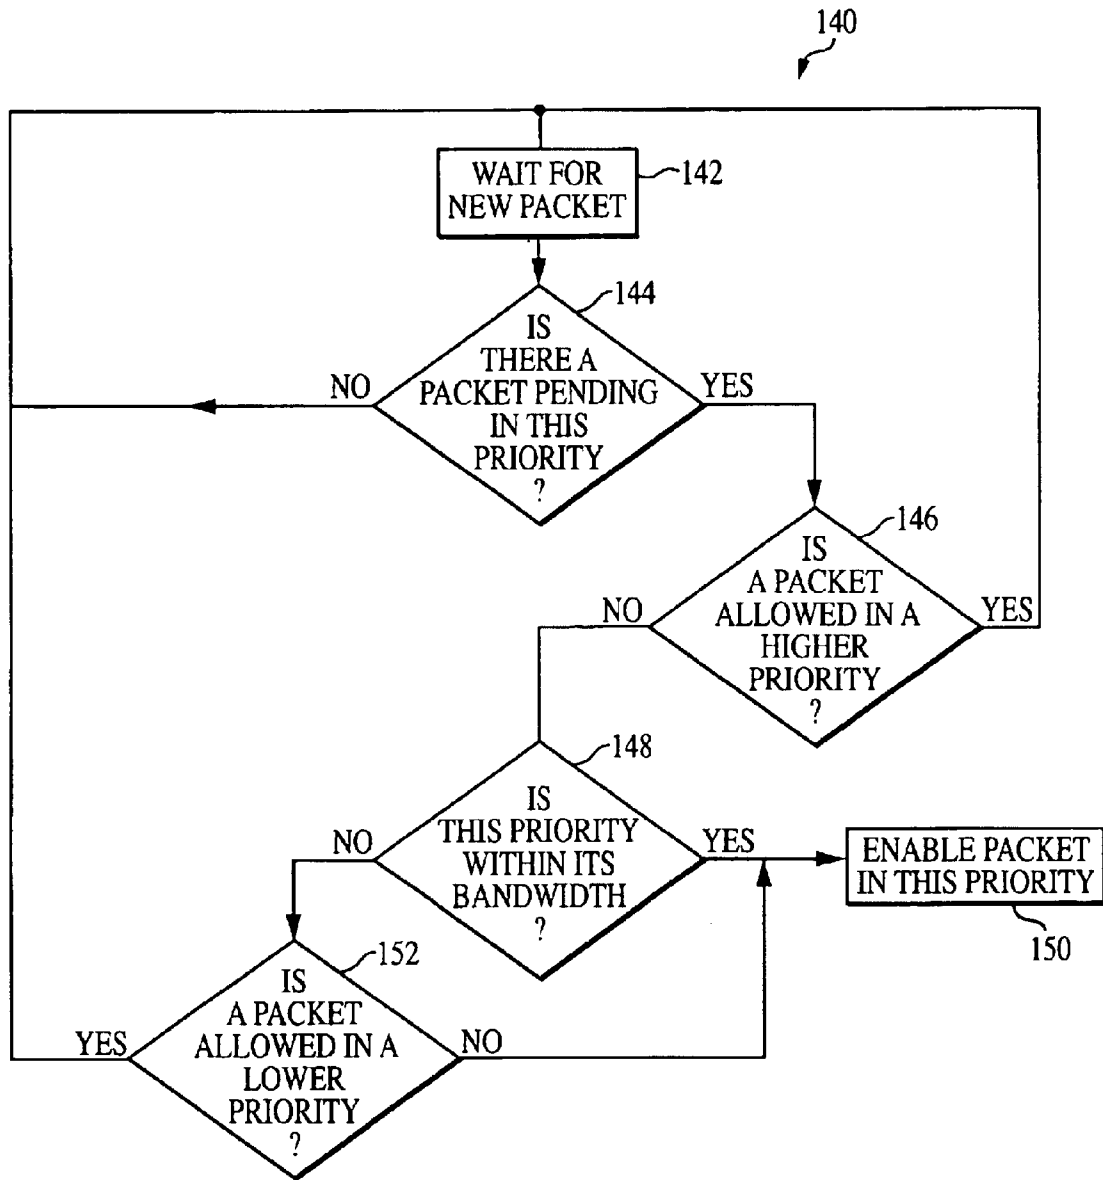 140
WAIT FOR
NEW PACKET
142
144
IS
THERE A
PACKET PENDING
IN THIS
PRIORITY
?
NO
YES
146
IS
A PACKET
ALLOWED IN A
HIGHER
PRIORITY
?
NO
YES
148
IS
THIS PRIORITY
WITHIN ITS
BANDWIDTH
?
NO
YES
ENABLE PACKET
IN THIS PRIORITY
150
152
IS
A PACKET
ALLOWED IN A
LOWER
PRIORITY
?
YES
NO